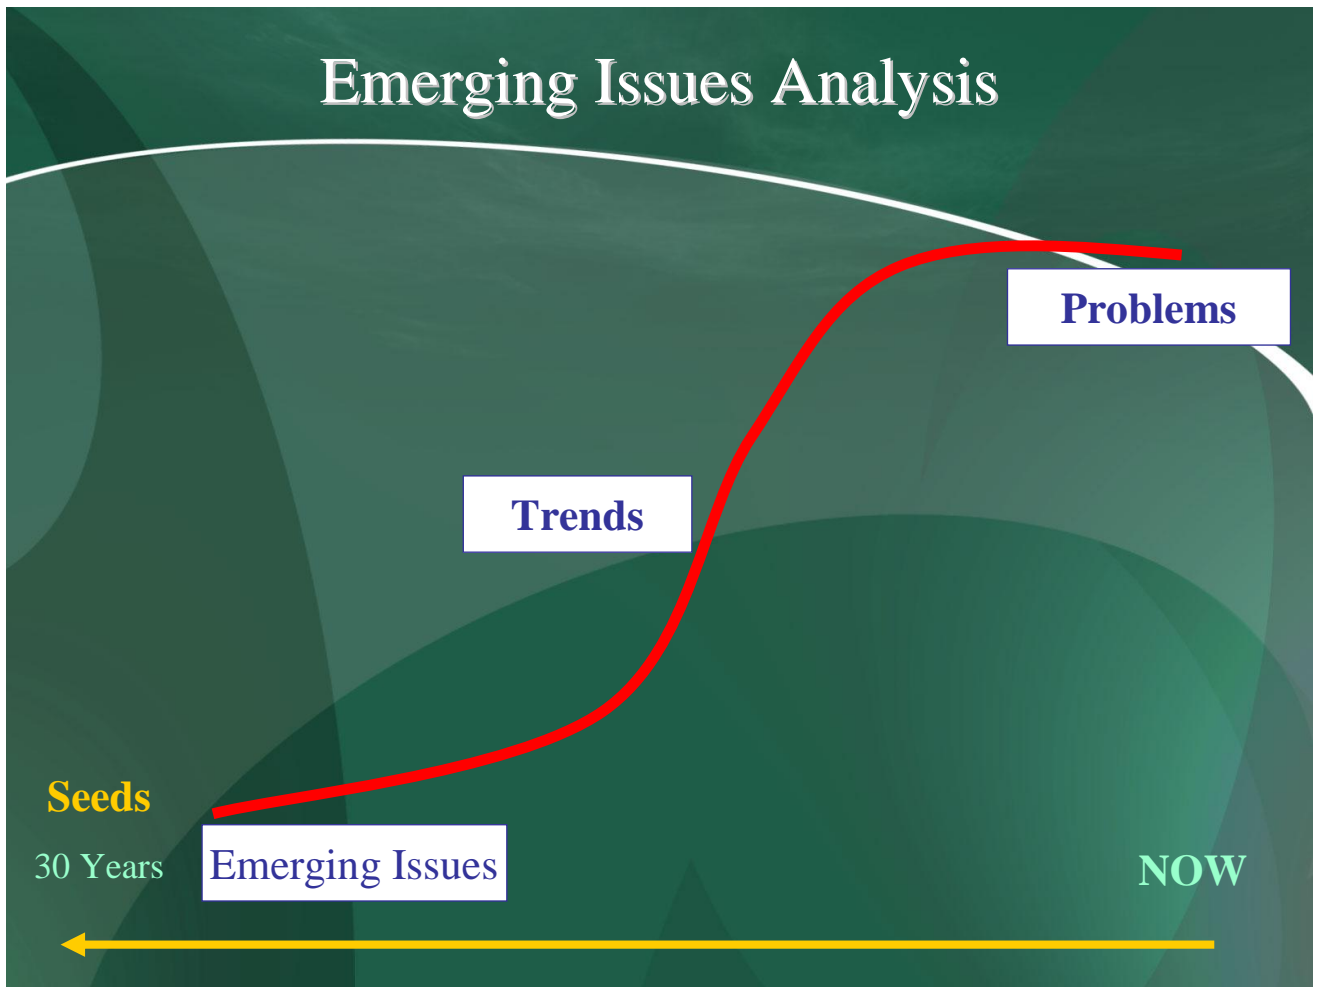 Emerging Issues Analysis
Problems
Trends
Seeds
30 Years
Emerging Issues
NOW